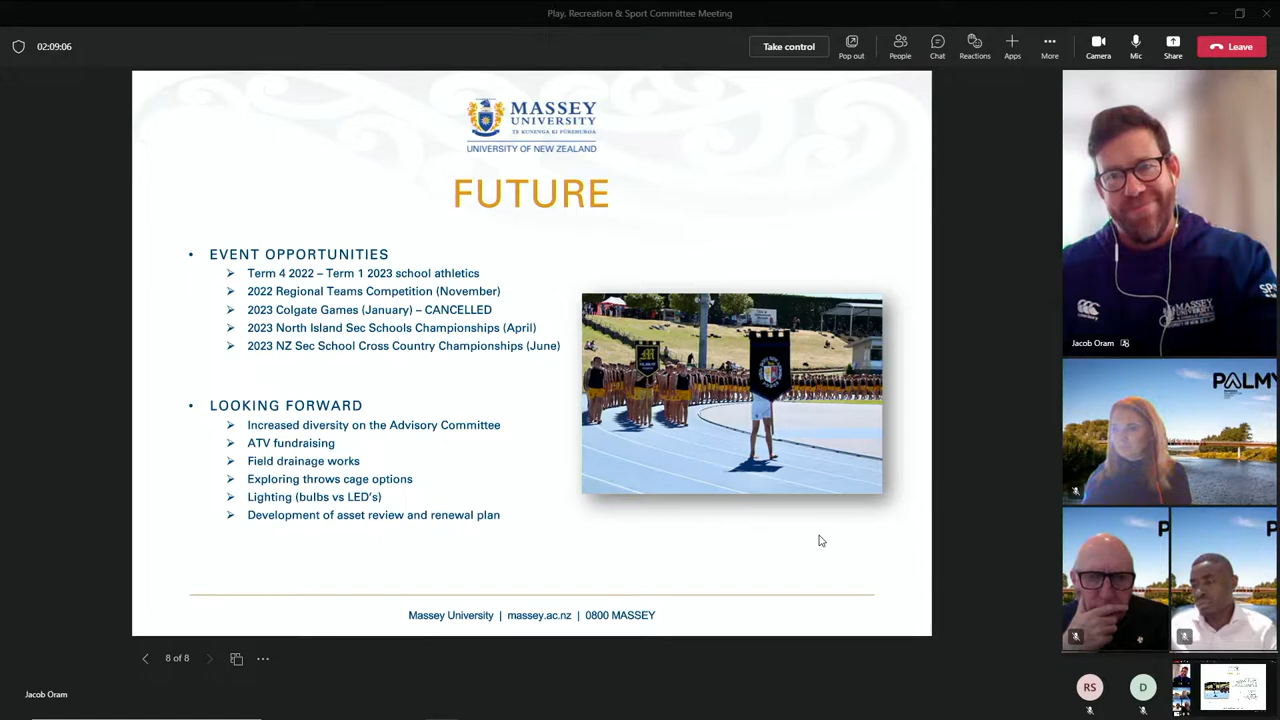 Play, Recreation & Sport Committee Meeting
02:09:06
Take control
Pop out
People
Chat
Reactions
Apps
More
Camera
Mic
Share
Leave
MASSEY
UNIVERSITY
TE KUNENGA KI PŪREHUROA
UNIVERSITY OF NEW ZEALAND
FUTURE
• EVENT OPPORTUNITIES
Term 4 2022 – Term 1 2023 school athletics
2022 Regional Teams Competition (November)
2023 Colgate Games (January) – CANCELLED
2023 North Island Sec Schools Championships (April)
2023 NZ Sec School Cross Country Championships (June)
• LOOKING FORWARD
Increased diversity on the Advisory Committee
ATV fundraising
Field drainage works
Exploring throws cage options
Lighting (bulbs vs LED's)
Development of asset review and renewal plan
Massey University | massey.ac.nz | 0800 MASSEY
8 of 8
Jacob Oram
MASSEY
UNIVERSITY
Jacob Oram
PALMY
P
P
RS
D